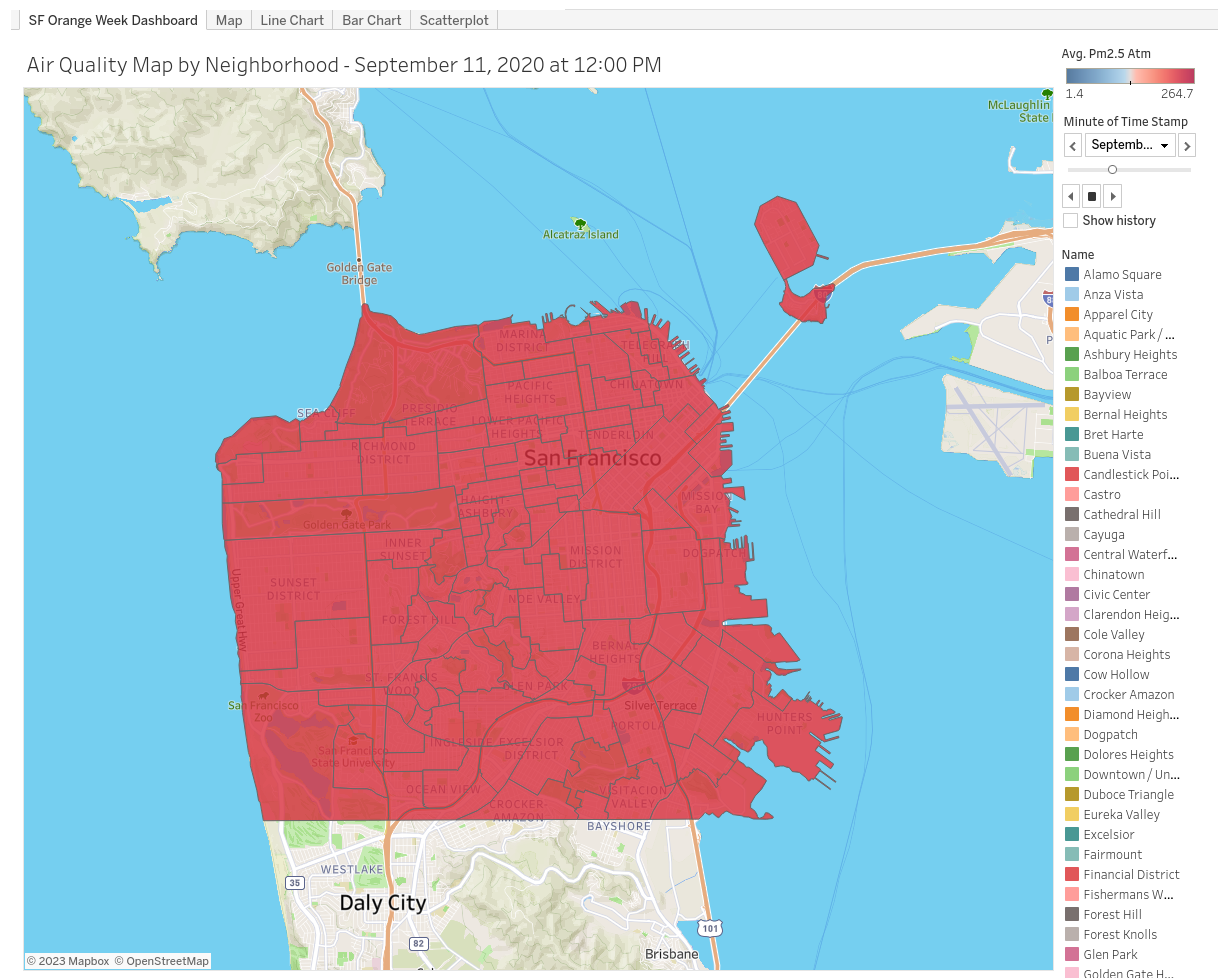 SF Orange Week Dashboard
Map
Line Chart
Bar Chart
Scatterplot
Air Quality Map by Neighborhood - September 11, 2020 at 12:00 PM
Avg. Pm2.5 Atm
1.4
264.7
Minute of Time Stamp
Septemb...
Show history
Name
Alamo Square
Anza Vista
Apparel City
Aquatic Park / ...
Ashbury Heights
Balboa Terrace
Bayview
Bernal Heights
Bret Harte
Buena Vista
Candlestick Poi...
Castro
Cathedral Hill
Cayuga
Central Waterf...
Chinatown
Civic Center
Clarendon Heig...
Cole Valley
Corona Heights
Cow Hollow
Crocker Amazon
Diamond Heigh...
Dogpatch
Dolores Heights
Downtown / Un...
Duboce Triangle
Eureka Valley
Excelsior
Fairmount
Financial District
Fishermans W...
Forest Hill
Forest Knolls
Glen Park
Golden Gate H...
McLaughlin
State
Alcatraz Island
Golden Gate
Bridge
MARINA
DISTRICT
TELEGRAPH
HILL
PACIFIC
HEIGHTS
CHINATOWN
SEA CLIFF
PRESIDIO
TERRACE
LOWER PACIFIC
HEIGHTS
TENDERLOIN
RICHMOND
DISTRICT
San Francisco
HAIGHT-
ASHBURY
MISSION
BAY
Golden Gate Park
INNER
SUNSET
MISSION
DISTRICT
DOGPATCH
Upper Great Hwy
SUNSET
DISTRICT
NOE VALLEY
FOREST HILL
BERNAL
HEIGHTS
ST. FRANCIS
WOOD
GLEN PARK
San Francisco
Zoo
Silver Terrace
PORTOLA
HUNTERS
POINT
San Francisco
State University
INGLESIDE
EXCELSIOR
DISTRICT
OCEAN VIEW
VISITACION
VALLEY
CROCKER-
AMAZON
BAYSHORE
WESTLAKE
35
Daly City
101
82
Brisbane
© 2023 Mapbox © OpenStreetMap